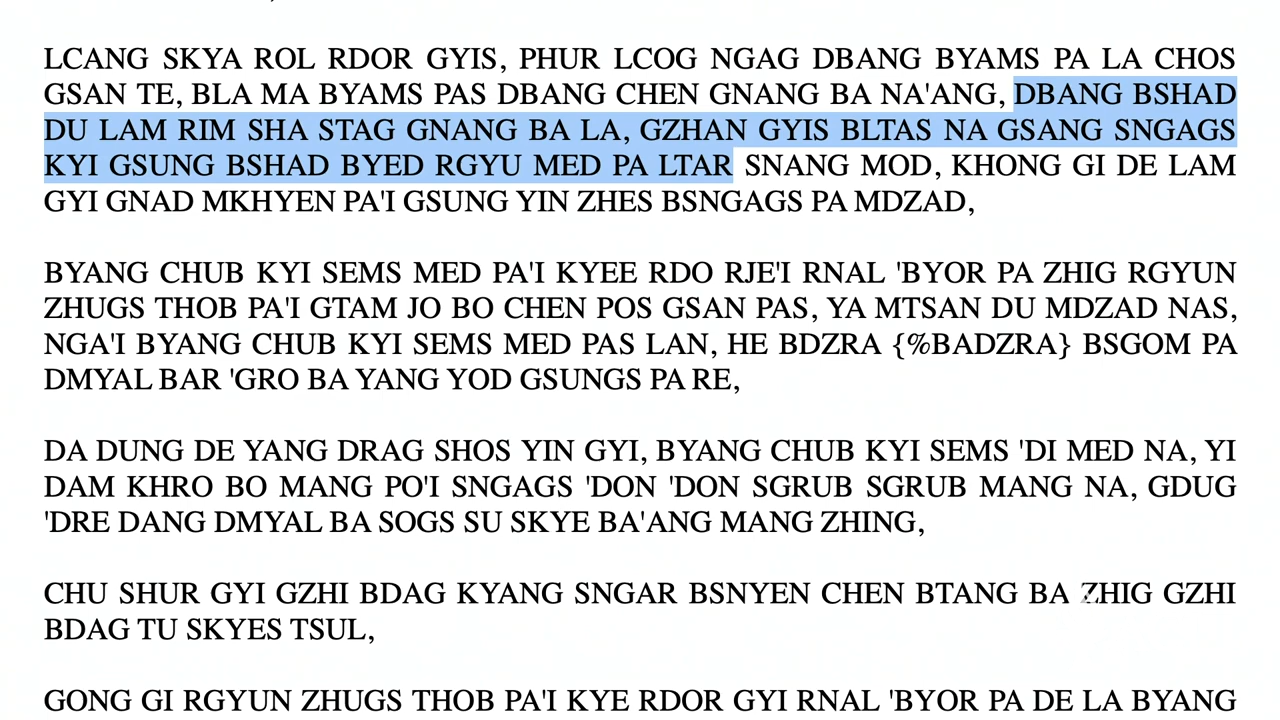 LCANG SKYA ROL RDOR GYIS, PHUR LCOG NGAG DBANG BYAMS PA LA CHOS
GSAN TE, BLA MA BYAMS PAS DBANG CHEN GNANG BA NA'ANG, DBANG BSHAD
DU LAM RIM SHA STAG GNANG BA LA, GZHAN GYIS BLTAS NA GSANG SNGAGS
KYI GSUNG BSHAD BYED RGYU MED PA LTAR SNANG MOD, KHONG GI DE LAM
GYI GNAD MKHYEN PA'I GSUNG YIN ZHES BSNGAGS PA MDZAD,
BYANG CHUB KYI SEMS MED PA'I KYEE RDO RJE'I RNAL 'BYOR PA ZHIG RGYUN
ZHUGS THOB PA'I GTAM JO BO CHEN POS GSAN PAS, YA MTSAN DU MDZAD NAS,
NGA'I BYANG CHUB KYI SEMS MED PAS LAN, HE BDZRA {%BADZRA} BSGOM PA
DMYAL BAR 'GRO BA YANG YOD GSUNGS PA RE,
DA DUNG DE YANG DRAG SHOS YIN GYI, BYANG CHUB KYI SEMS 'DI MED NA, YI
DAM KHRO BO MANG PO'I SNGAGS 'DON 'DON SGRUB SGRUB MANG NA, GDUG
'DRE DANG DMYAL BA SOGS SU SKYE BA'ANG MANG ZHING,
CHU SHUR GYI GZHI BDAG KYANG SNGAR BSNYEN CHEN BTANG BA ZHIG GZHI
BDAG TU SKYES TSUL,
GONG GI RGYUN ZHUGS THOB PA'I KYE RDOR GYI RNAL 'BYOR PA DE LA BYANG